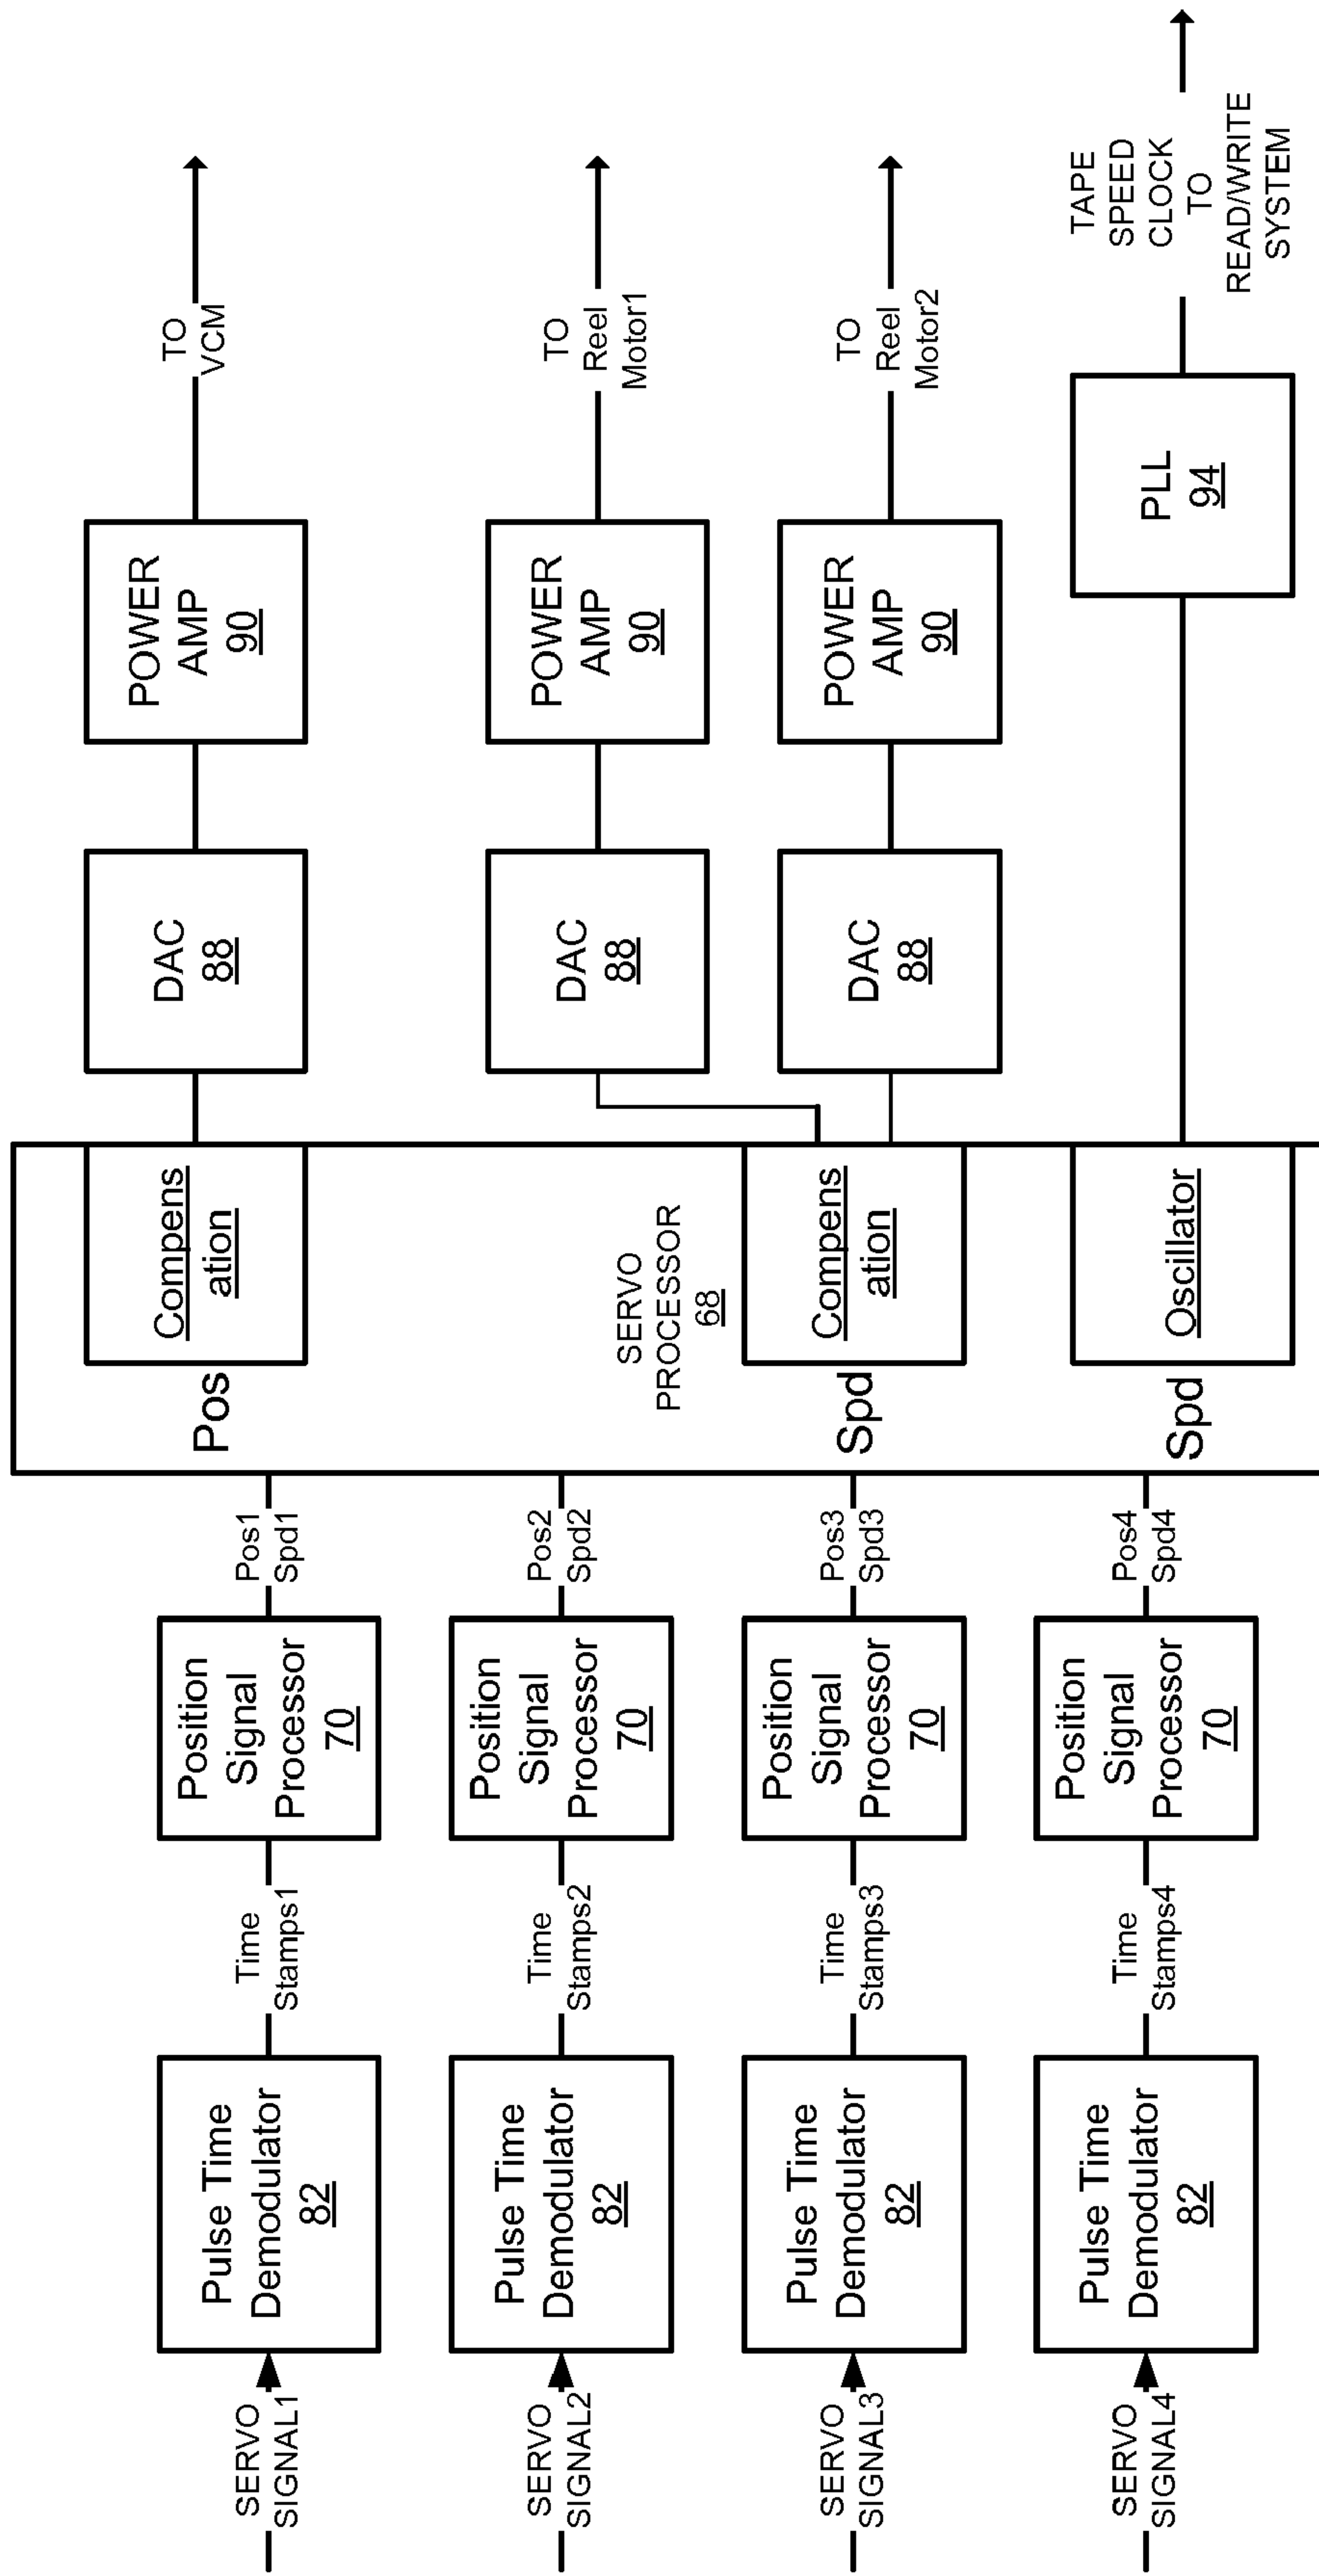 SERVO
SIGNAL1
Pulse Time
Demodulator
82
Time
Stamps1
Position
Signal
Processor
70
Pos1
Spd1
SERVO
SIGNAL2
Pulse Time
Demodulator
82
Time
Stamps2
Position
Signal
Processor
70
Pos2
Spd2
SERVO
SIGNAL3
Pulse Time
Demodulator
82
Time
Stamps3
Position
Signal
Processor
70
Pos3
Spd3
SERVO
SIGNAL4
Pulse Time
Demodulator
82
Time
Stamps4
Position
Signal
Processor
70
Pos4
Spd4
SERVO
PROCESSOR
68
Pos
Compens
ation
DAC
88
POWER
AMP
90
TO
VCM
Spd
Compens
ation
DAC
88
POWER
AMP
90
TO
Reel
Motor1
DAC
88
POWER
AMP
90
TO
Reel
Motor2
Spd
Oscillator
PLL
94
TAPE
SPEED
CLOCK
TO
READ/WRITE
SYSTEM